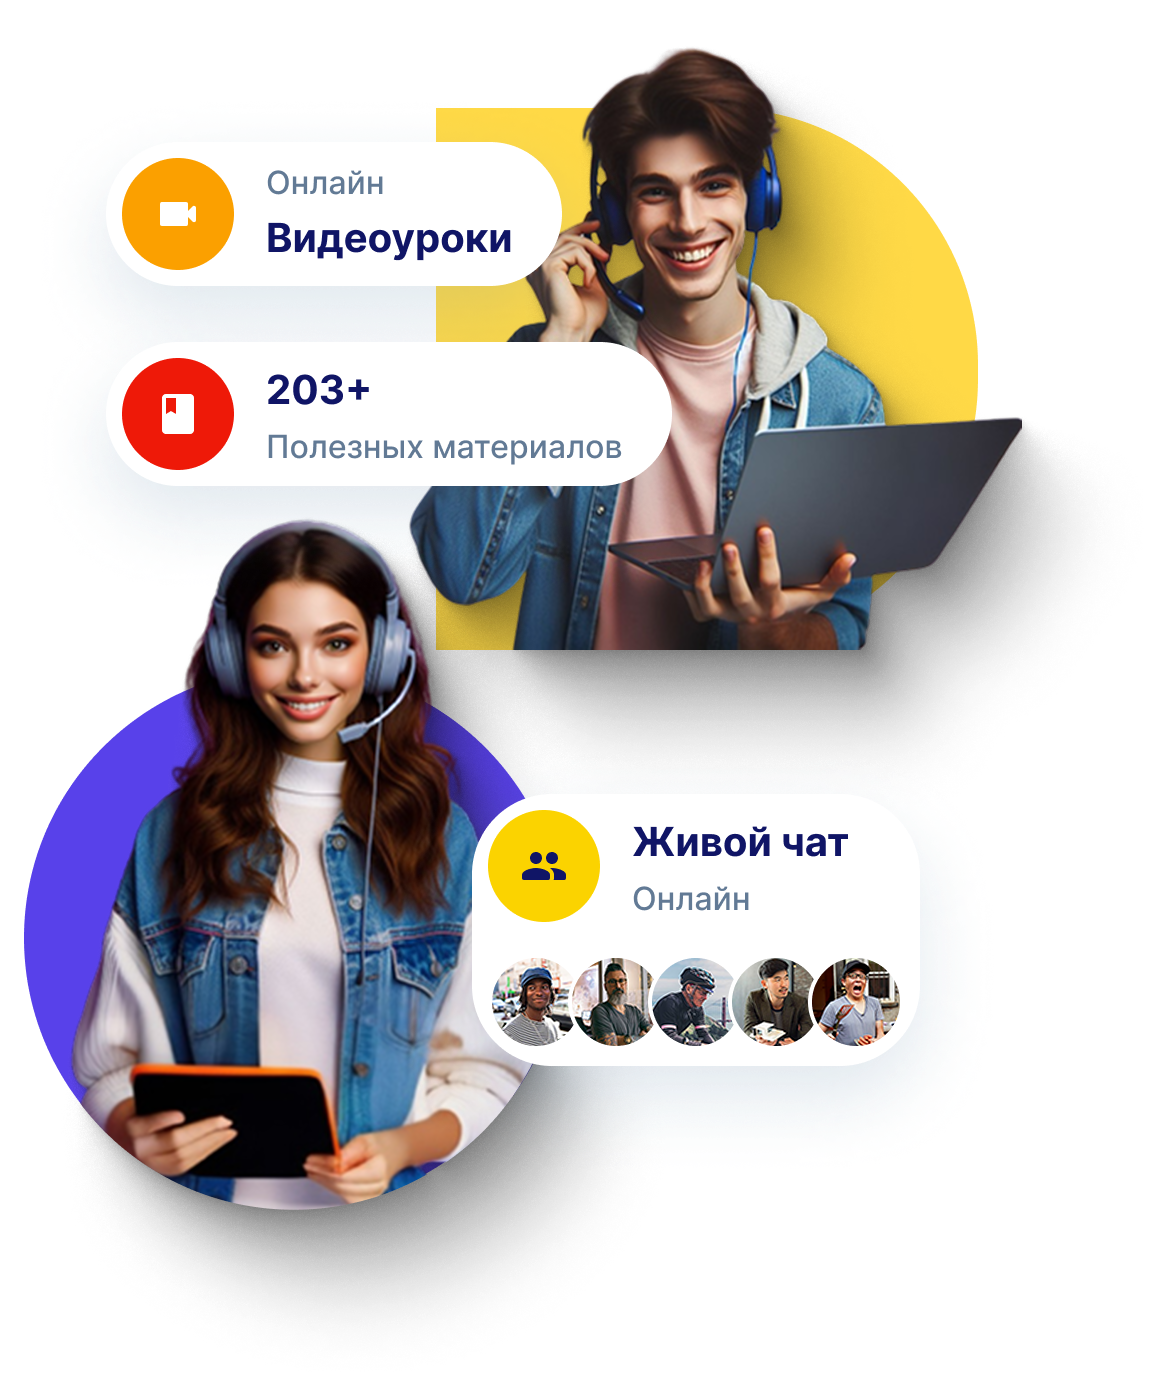 Онлайн
Видеоуроки
203+
Полезных материалов
Живой чат
Онлайн